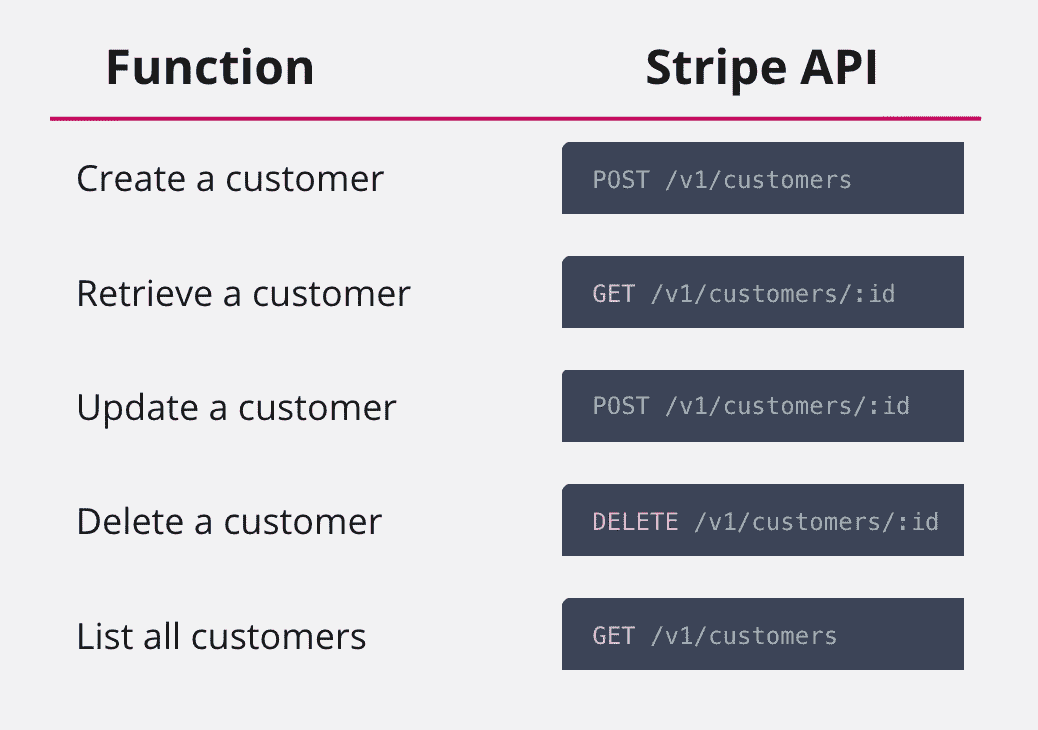 Function Stripe API
Create a customer POST /v1/customers
Retrieve a customer GET /v1/customers/:id
Update a customer POST /v1/customers/:id
Delete a customer DELETE /v1/customers/:id
List all customers GET /v1/customers